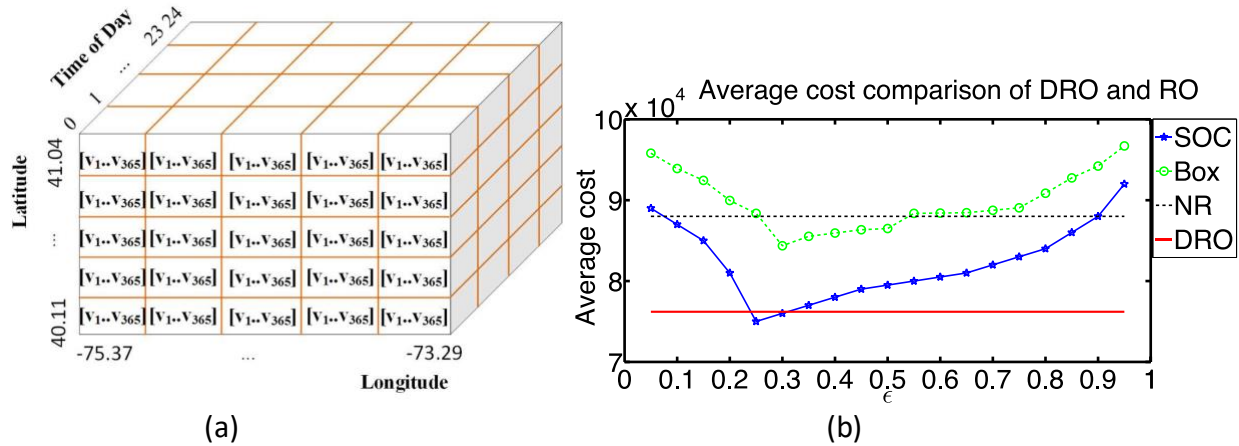 Time of Day
0 1 ... 23 24
Latitude
41.04 ... 40.11
[v1..v365] [v1..v365] [v1..v365] [v1..v365] [v1..v365]
[v1..v365] [v1..v365] [v1..v365] [v1..v365] [v1..v365]
[v1..v365] [v1..v365] [v1..v365] [v1..v365] [v1..v365]
[v1..v365] [v1..v365] [v1..v365] [v1..v365] [v1..v365]
[v1..v365] [v1..v365] [v1..v365] [v1..v365] [v1..v365]
-75.37 ... -73.29
Longitude
(a)
Average cost comparison of DRO and RO
x 10⁴
Average cost
10
9
8
7
0 0.1 0.2 0.3 0.4 0.5 0.6 0.7 0.8 0.9 1
ϵ
SOC
Box
NR
DRO
(b)